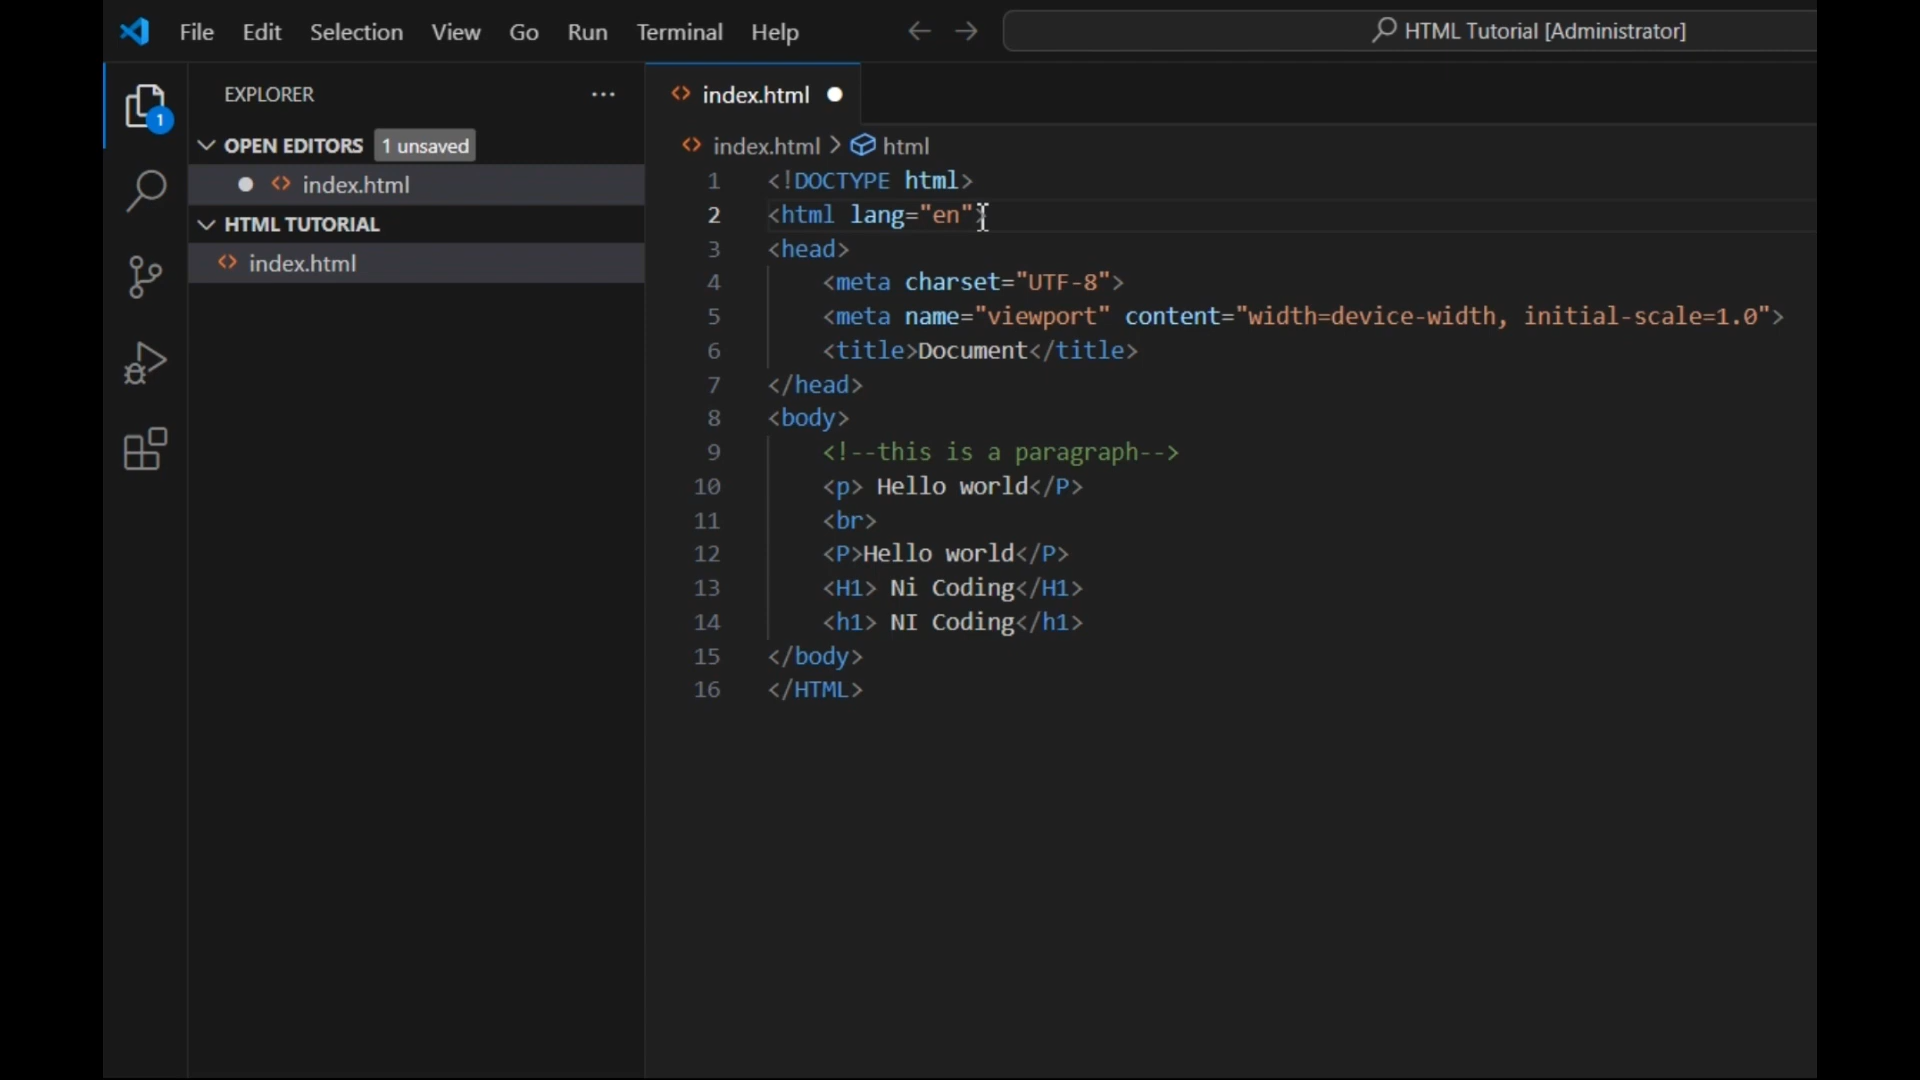 File Edit Selection View Go Run Terminal Help
HTML Tutorial [Administrator]
EXPLORER
1
OPEN EDITORS 1 unsaved
index.html
HTML TUTORIAL
index.html
index.html
index.html > html
1 <!DOCTYPE html>
2 <html lang="en">
3 <head>
4 <meta charset="UTF-8">
5 <meta name="viewport" content="width=device-width, initial-scale=1.0">
6 <title>Document</title>
7 </head>
8 <body>
9 <!--this is a paragraph-->
10 <p> Hello world</P>
11 <br>
12 <P>Hello world</P>
13 <H1> Ni Coding</H1>
14 <h1> NI Coding</h1>
15 </body>
16 </HTML>